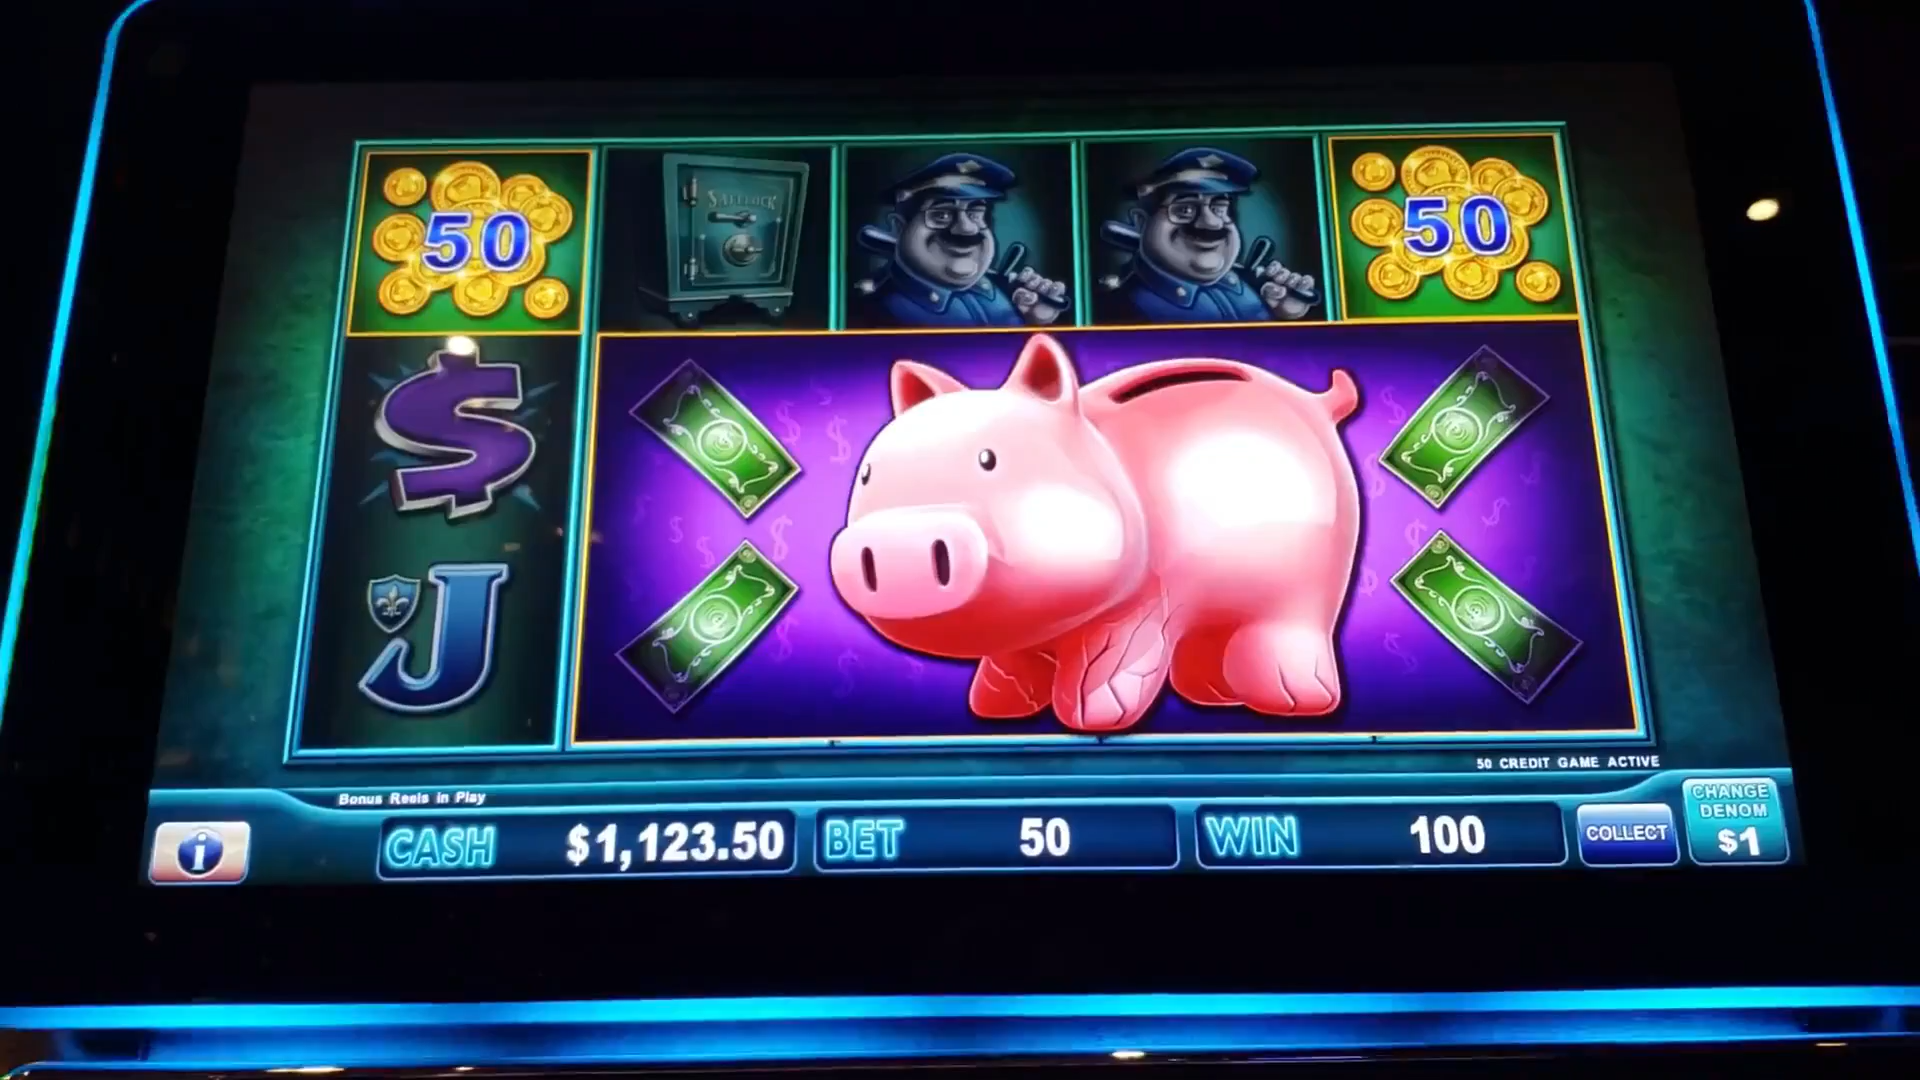 50
SAFELOCK
50
$
J
50 CREDIT GAME ACTIVE
Bonus Reels in Play
i
CASH $1,123.50
BET 50
WIN 100
COLLECT
CHANGE
DENOM
$1